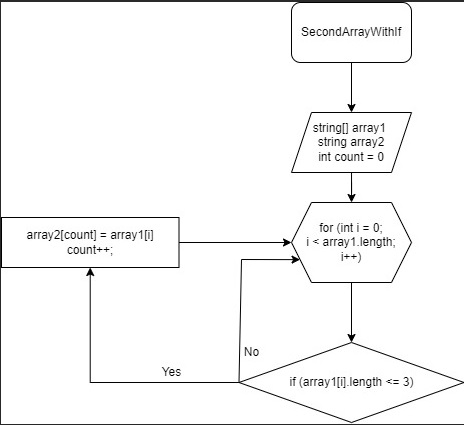 SecondArrayWithIf
string[] array1
string array2
int count = 0
for (int i = 0;
i < array1.length;
i++)
array2[count] = array1[i]
count++;
No
Yes
if (array1[i].length <= 3)